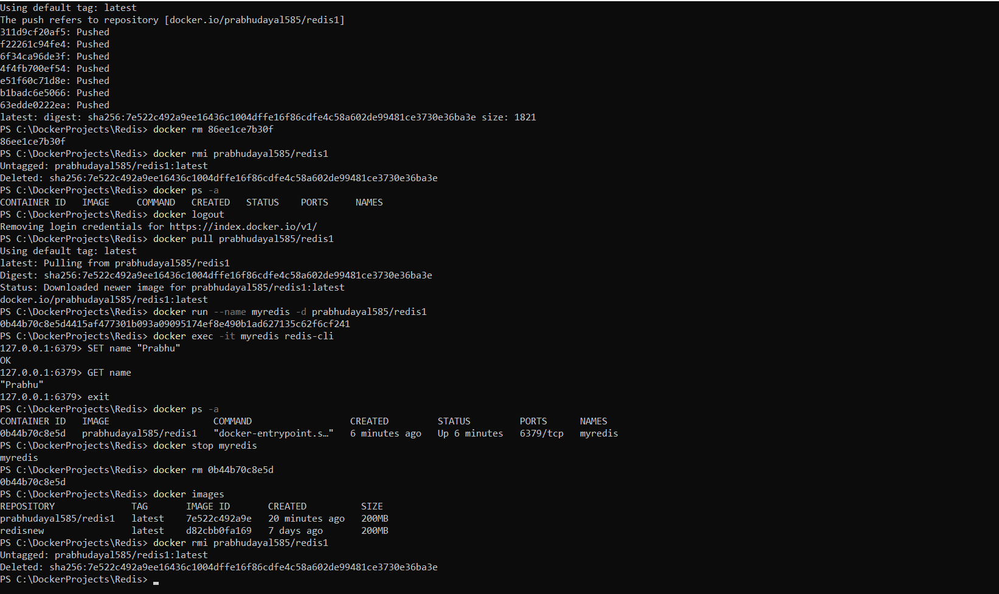 Using default tag: latest
The push refers to repository [docker.io/prabhudayal585/redis1]
311d9cf20af5: Pushed
f22261c94fe4: Pushed
6f34ca96de3f: Pushed
4f4fb700ef54: Pushed
e51f60c71d8e: Pushed
b1badc6e5066: Pushed
63edde0222ea: Pushed
latest: digest: sha256:7e522c492a9ee16436c1004dffe16f86cdfe4c58a602de99481ce3730e36ba3e size: 1821
PS C:\DockerProjects\Redis> docker rm 86ee1ce7b30f
86ee1ce7b30f
PS C:\DockerProjects\Redis> docker rmi prabhudayal585/redis1
Untagged: prabhudayal585/redis1:latest
Deleted: sha256:7e522c492a9ee16436c1004dffe16f86cdfe4c58a602de99481ce3730e36ba3e
PS C:\DockerProjects\Redis> docker ps -a
CONTAINER ID   IMAGE     COMMAND   CREATED   STATUS    PORTS     NAMES
PS C:\DockerProjects\Redis> docker logout
Removing login credentials for https://index.docker.io/v1/
PS C:\DockerProjects\Redis> docker pull prabhudayal585/redis1
Using default tag: latest
latest: Pulling from prabhudayal585/redis1
Digest: sha256:7e522c492a9ee16436c1004dffe16f86cdfe4c58a602de99481ce3730e36ba3e
Status: Downloaded newer image for prabhudayal585/redis1:latest
docker.io/prabhudayal585/redis1:latest
PS C:\DockerProjects\Redis> docker run --name myredis -d prabhudayal585/redis1
0b44b70c8e5d4415af477301b093a09095174ef8e490b1ad627135c62f6cf241
PS C:\DockerProjects\Redis> docker exec -it myredis redis-cli
127.0.0.1:6379> SET name "Prabhu"
OK
127.0.0.1:6379> GET name
"Prabhu"
127.0.0.1:6379> exit
PS C:\DockerProjects\Redis> docker ps -a
CONTAINER ID   IMAGE                   COMMAND                  CREATED         STATUS         PORTS      NAMES
0b44b70c8e5d   prabhudayal585/redis1   "docker-entrypoint.s…"   6 minutes ago   Up 6 minutes   6379/tcp   myredis
PS C:\DockerProjects\Redis> docker stop myredis
myredis
PS C:\DockerProjects\Redis> docker rm 0b44b70c8e5d
0b44b70c8e5d
PS C:\DockerProjects\Redis> docker images
REPOSITORY              TAG       IMAGE ID       CREATED          SIZE
prabhudayal585/redis1   latest    7e522c492a9e   20 minutes ago   200MB
redisnew                latest    d82cbb0fa169   7 days ago       200MB
PS C:\DockerProjects\Redis> docker rmi prabhudayal585/redis1
Untagged: prabhudayal585/redis1:latest
Deleted: sha256:7e522c492a9ee16436c1004dffe16f86cdfe4c58a602de99481ce3730e36ba3e
PS C:\DockerProjects\Redis>